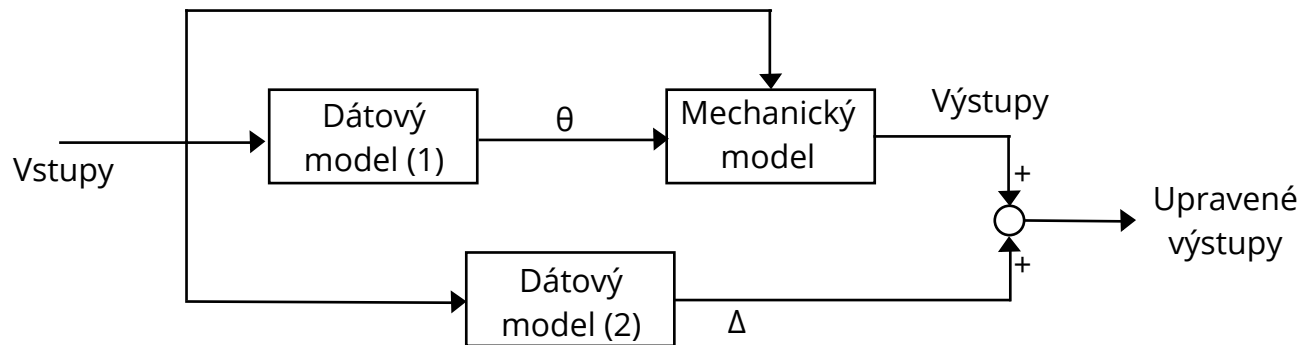 Vstupy
Dátový
model (1)
θ
Mechanický
model
Výstupy
+
Upravené
výstupy
+
Dátový
model (2)
Δ